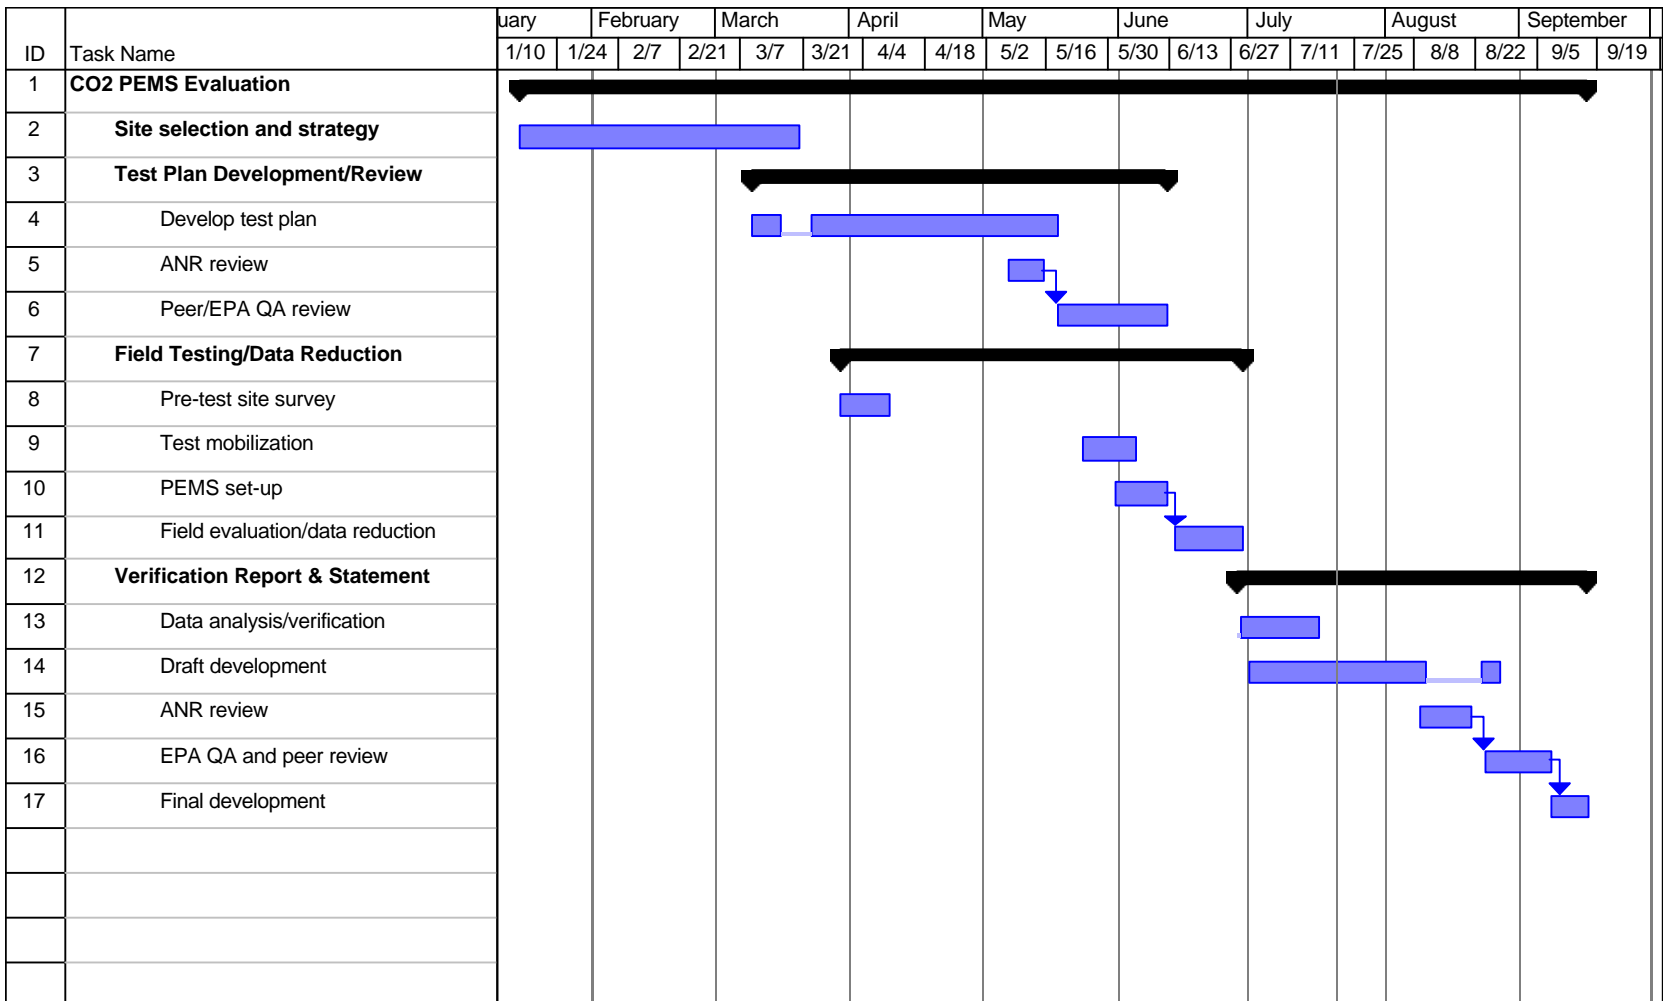 uary February March April May June July August September
ID Task Name 1/10 1/24 2/7 2/21 3/7 3/21 4/4 4/18 5/2 5/16 5/30 6/13 6/27 7/11 7/25 8/8 8/22 9/5 9/19
1 CO2 PEMS Evaluation
2 Site selection and strategy
3 Test Plan Development/Review
4 Develop test plan
5 ANR review
6 Peer/EPA QA review
7 Field Testing/Data Reduction
8 Pre-test site survey
9 Test mobilization
10 PEMS set-up
11 Field evaluation/data reduction
12 Verification Report & Statement
13 Data analysis/verification
14 Draft development
15 ANR review
16 EPA QA and peer review
17 Final development